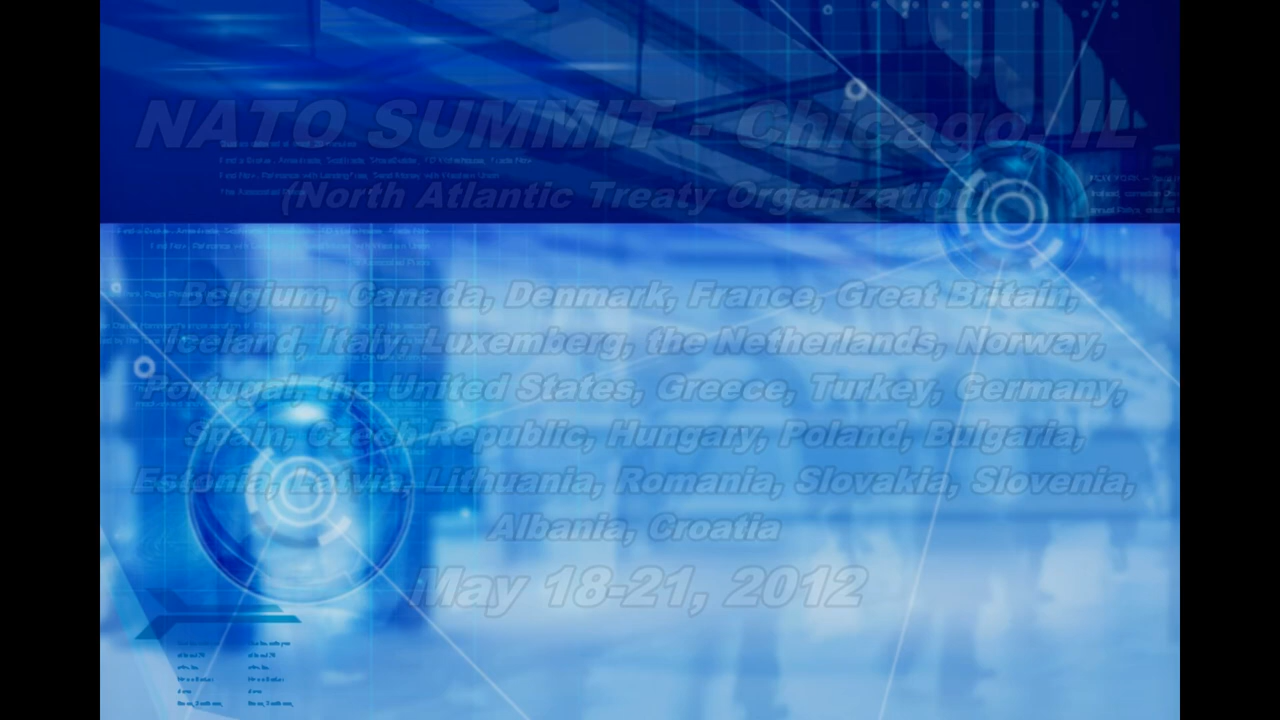 NATO SUMMIT - Chicago, IL
(North Atlantic Treaty Organization)
Belgium, Canada, Denmark, France, Great Britain,
Iceland, Italy, Luxemberg, the Netherlands, Norway,
Portugal, the United States, Greece, Turkey, Germany,
Spain, Czech Republic, Hungary, Poland, Bulgaria,
Estonia, Latvia, Lithuania, Romania, Slovakia, Slovenia,
Albania, Croatia
May 18-21, 2012